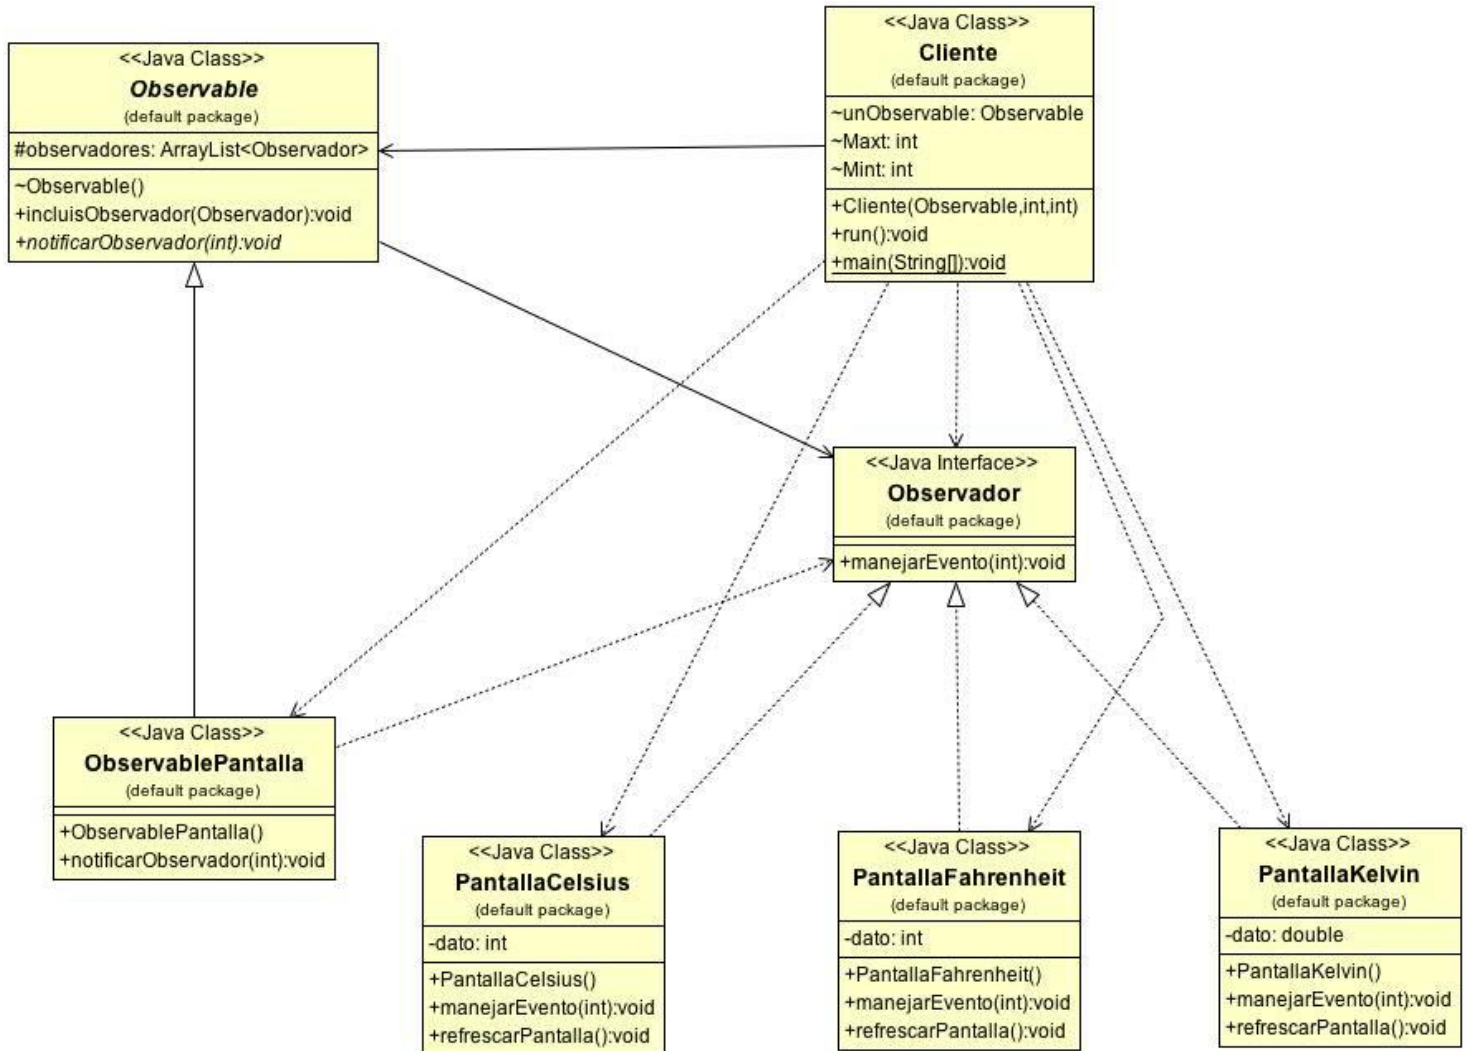 <<Java Class>>
Observable
(default package)
#observadores: ArrayList<Observador>
~Observable()
+incluisObservador(Observador):void
+notificarObservador(int):void
<<Java Class>>
Cliente
(default package)
~unObservable: Observable
~Maxt: int
~Mint: int
+Cliente(Observable,int,int)
+run():void
+main(String[]):void
<<Java Interface>>
Observador
(default package)
+manejarEvento(int):void
<<Java Class>>
ObservablePantalla
(default package)
+ObservablePantalla()
+notificarObservador(int):void
<<Java Class>>
PantallaCelsius
(default package)
-dato: int
+PantallaCelsius()
+manejarEvento(int):void
+refrescarPantalla():void
<<Java Class>>
PantallaFahrenheit
(default package)
-dato: int
+PantallaFahrenheit()
+manejarEvento(int):void
+refrescarPantalla():void
<<Java Class>>
PantallaKelvin
(default package)
-dato: double
+PantallaKelvin()
+manejarEvento(int):void
+refrescarPantalla():void